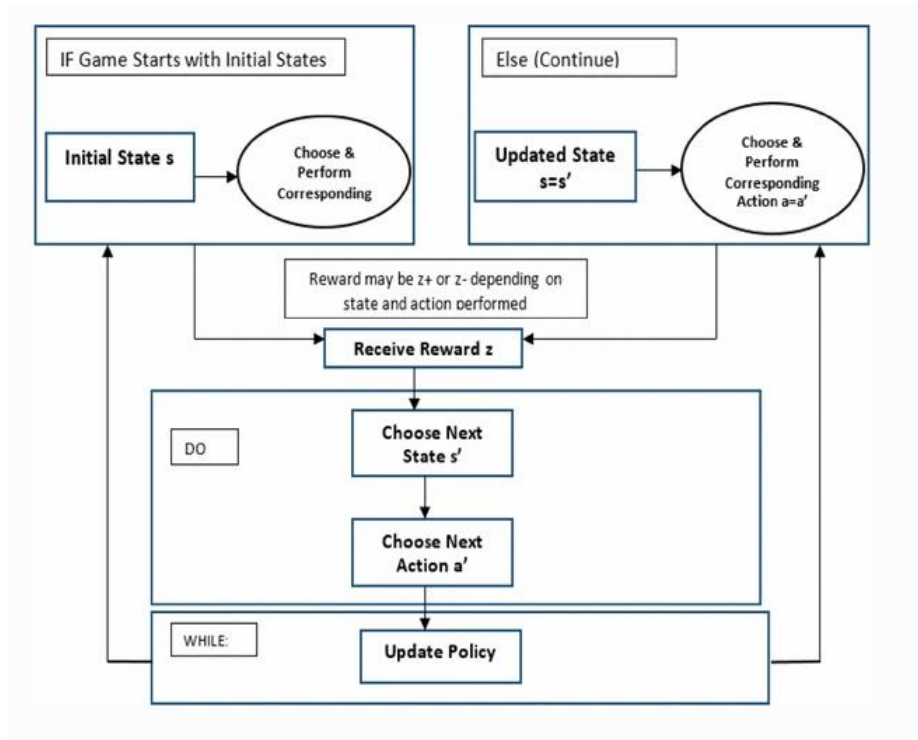 IF Game Starts with Initial States
Initial State s
Choose &
Perform
Corresponding
Else (Continue)
Updated State
s=s’
Choose &
Perform
Corresponding
Action a=a’
Reward may be z+ or z- depending on
state and action performed
Receive Reward z
DO
Choose Next
State s’
Choose Next
Action a’
WHILE:
Update Policy